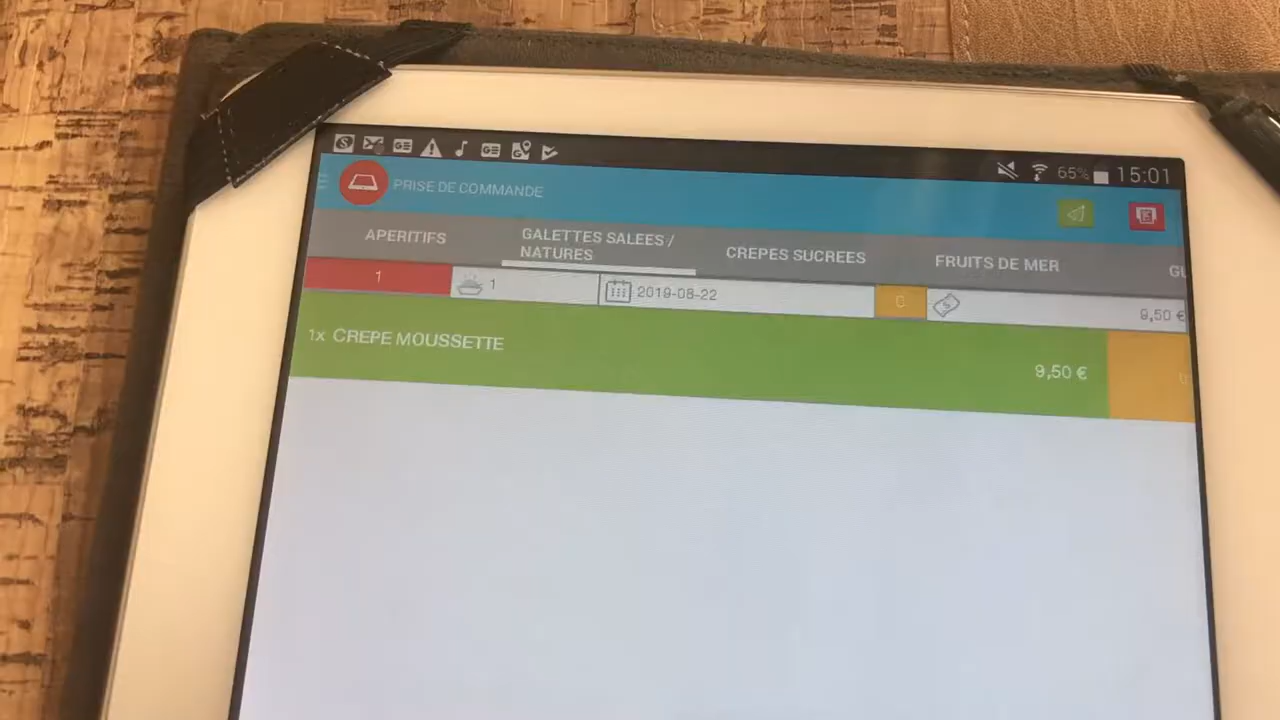 65% 15:01
PRISE DE COMMANDE
APERITIFS
GALETTES SALEES /
NATURES
CREPES SUCREES
FRUITS DE MER
GU
1
1
2019-08-22
0
9,50 €
1x CREPE MOUSSETTE
9,50 €